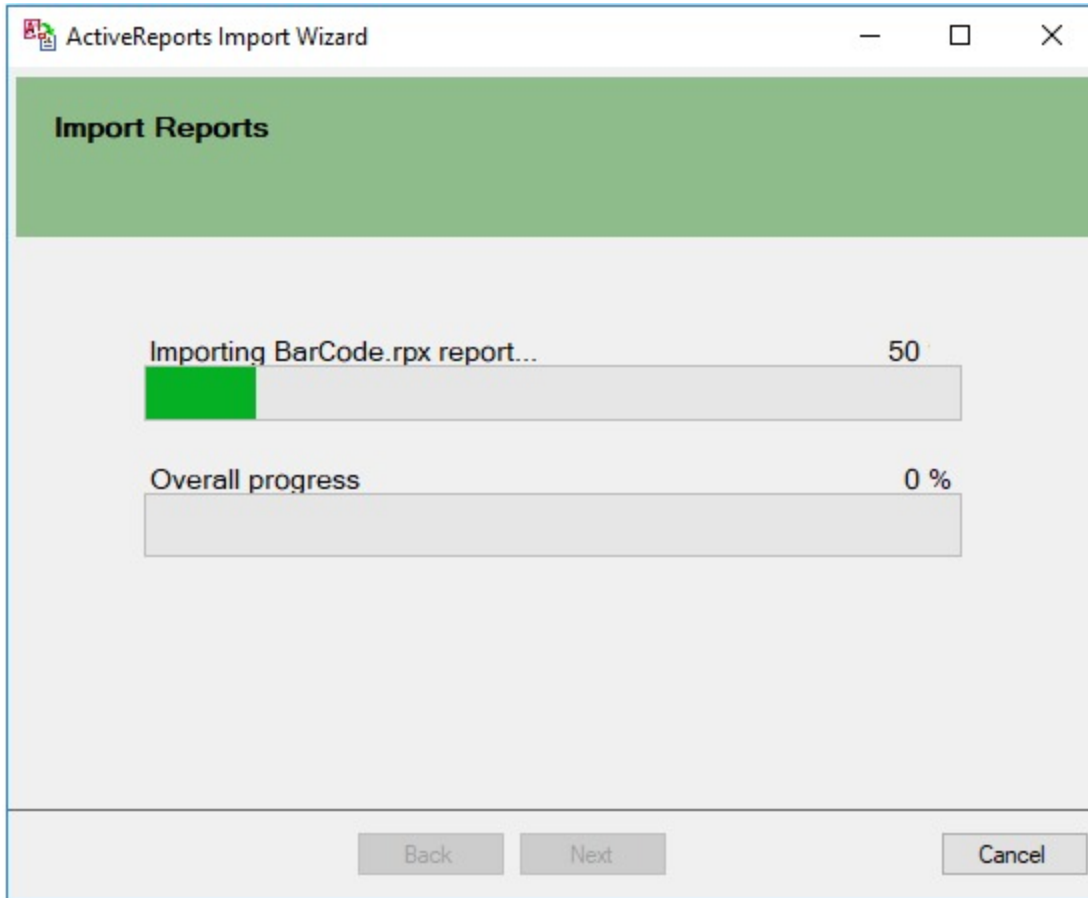 ActiveReports Import Wizard
Import Reports
Importing BarCode.rpx report... 50
Overall progress 0 %
Back Next Cancel